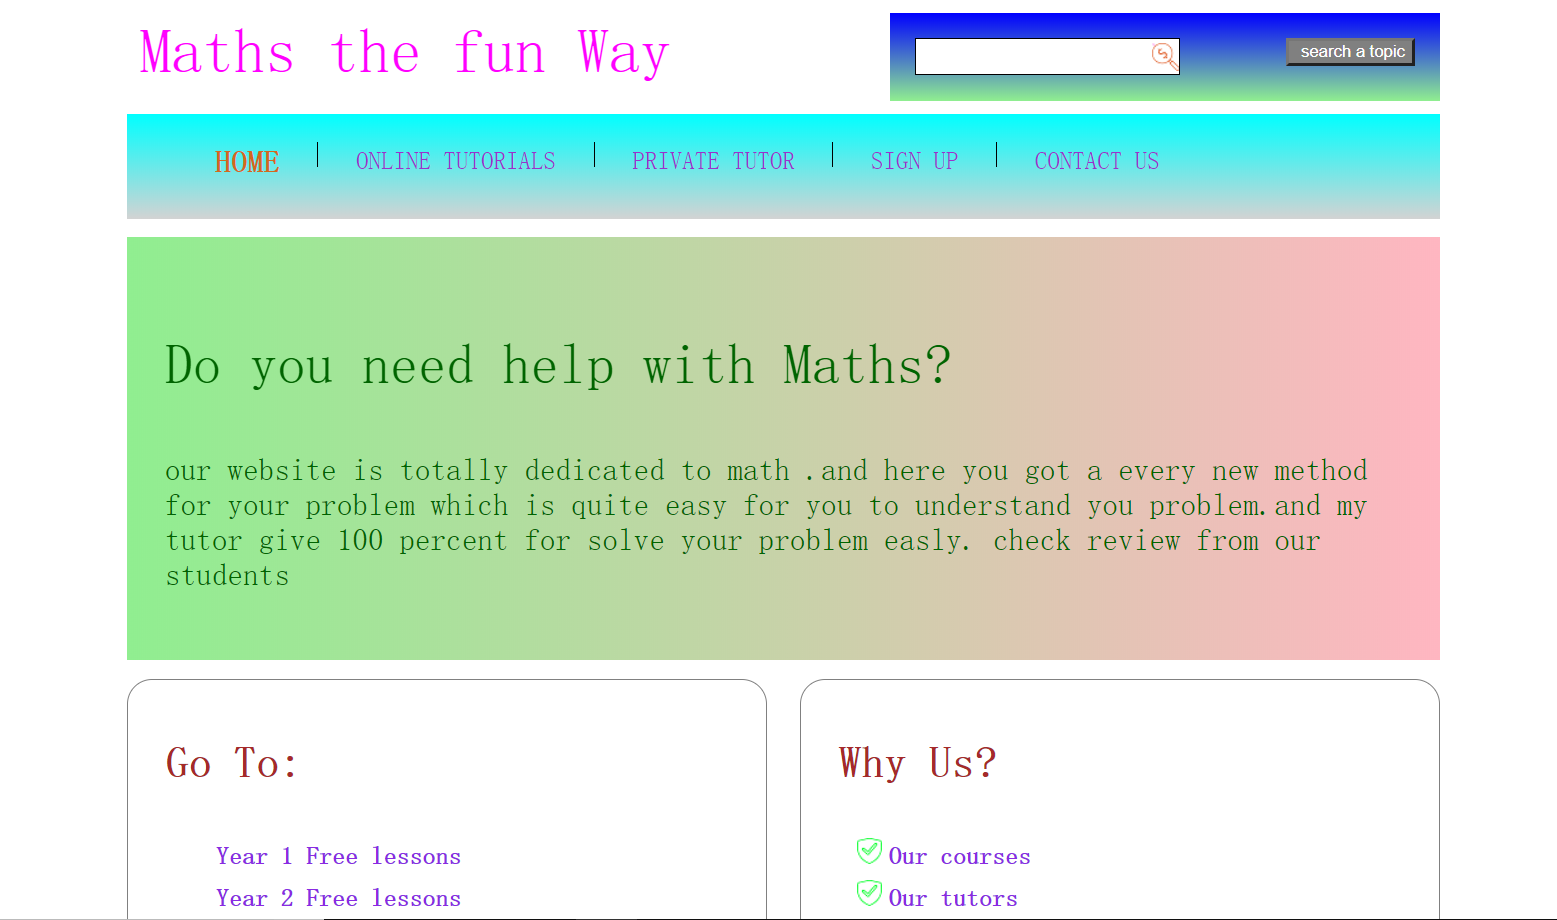 Maths the fun Way
search a topic
HOME
ONLINE TUTORIALS
PRIVATE TUTOR
SIGN UP
CONTACT US
Do you need help with Maths?
our website is totally dedicated to math .and here you got a every new method
for your problem which is quite easy for you to understand you problem.and my
tutor give 100 percent for solve your problem easly. check review from our
students
Go To:
Year 1 Free lessons
Year 2 Free lessons
Why Us?
Our courses
Our tutors